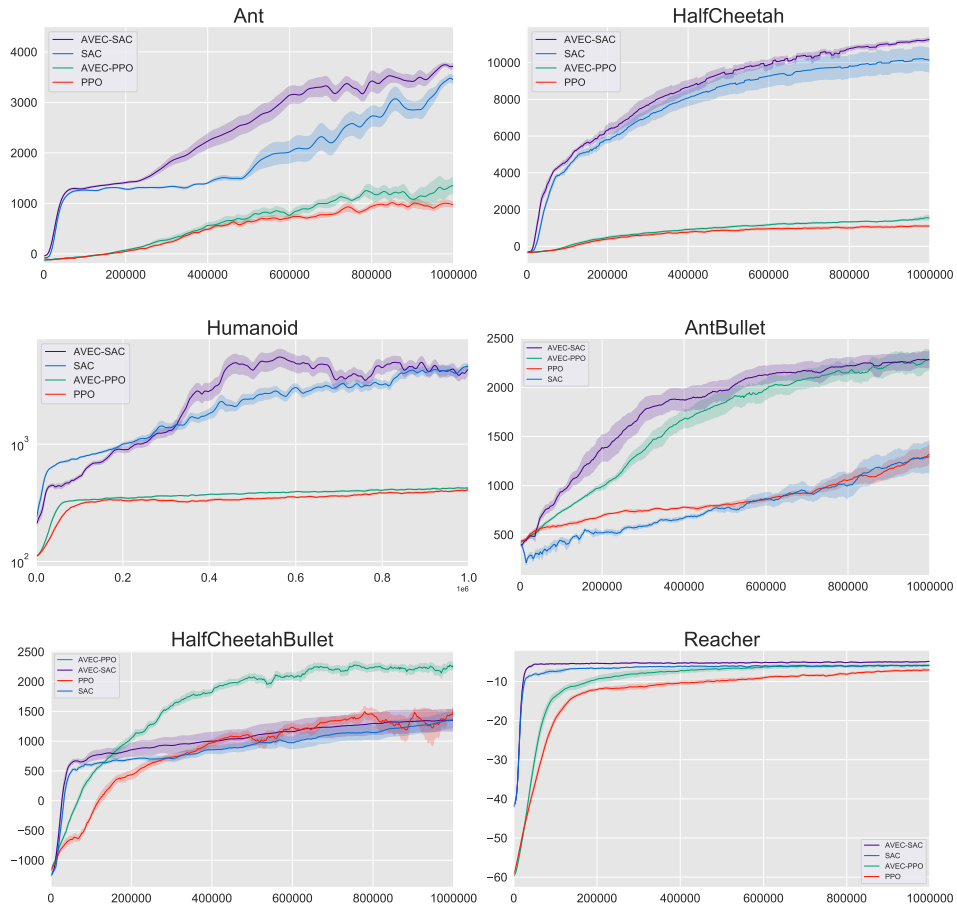 Ant
4000
3000
2000
1000
0
0 200000 400000 600000 800000 1000000
AVEC-SAC
SAC
AVEC-PPO
PPO
HalfCheetah
10000
8000
6000
4000
2000
0
0 200000 400000 600000 800000 1000000
AVEC-SAC
SAC
AVEC-PPO
PPO
Humanoid
10^3
10^2
0.0 0.2 0.4 0.6 0.8 1.0
1e6
AVEC-SAC
SAC
AVEC-PPO
PPO
AntBullet
2500
2000
1500
1000
500
0 200000 400000 600000 800000 1000000
AVEC-SAC
AVEC-PPO
PPO
SAC
HalfCheetahBullet
2500
2000
1500
1000
500
0
−500
−1000
0 200000 400000 600000 800000 1000000
AVEC-PPO
AVEC-SAC
PPO
SAC
Reacher
−10
−20
−30
−40
−50
−60
0 200000 400000 600000 800000 1000000
AVEC-SAC
SAC
AVEC-PPO
PPO